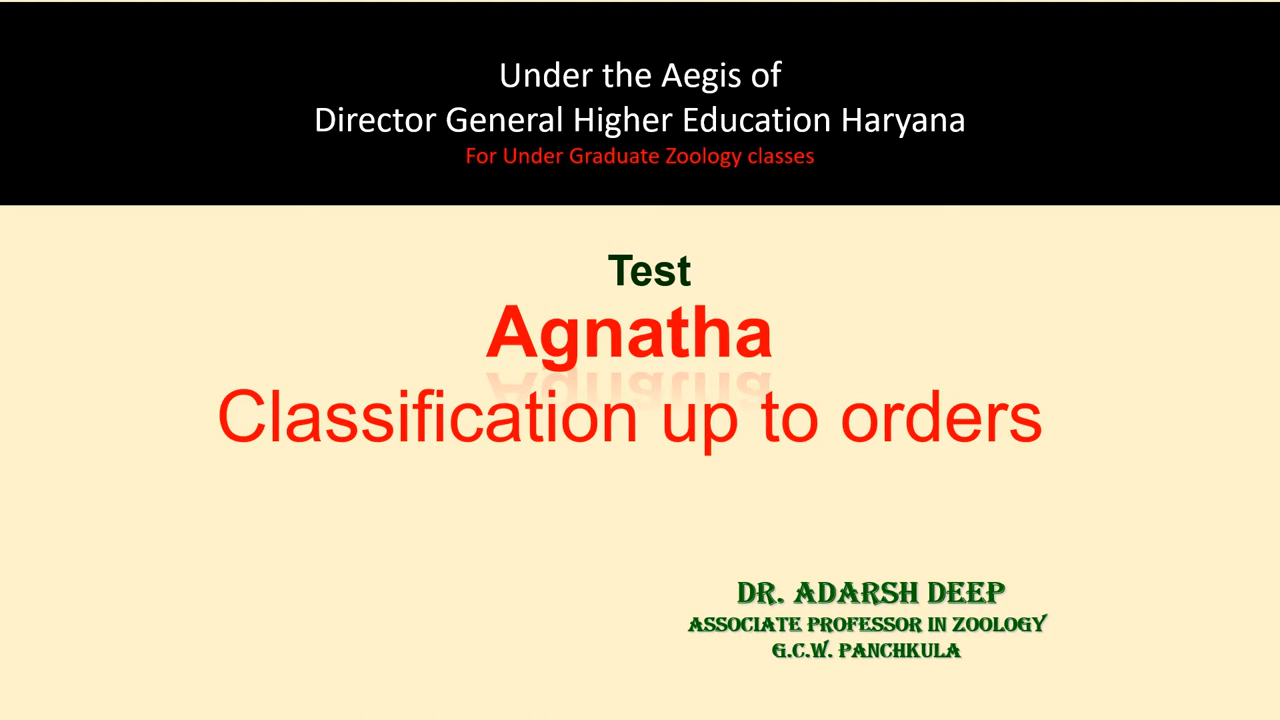 Under the Aegis of
Director General Higher Education Haryana
For Under Graduate Zoology classes
Test
Agnatha
Classification up to orders
DR. ADARSH DEEP
ASSOCIATE PROFESSOR IN ZOOLOGY
G.C.W. PANCHKULA